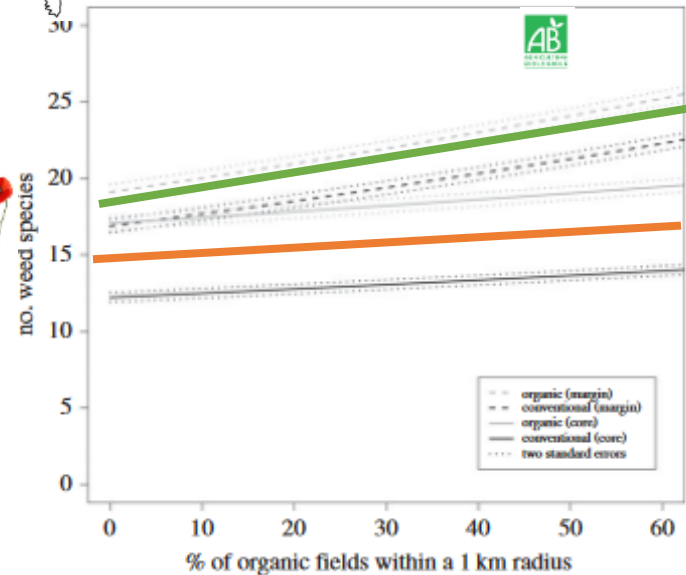 30
AB
25
20
15
10
5
0
no. weed species
organic (margin)
conventional (margin)
organic (core)
conventional (core)
two standard errors
0 10 20 30 40 50 60
% of organic fields within a 1 km radius